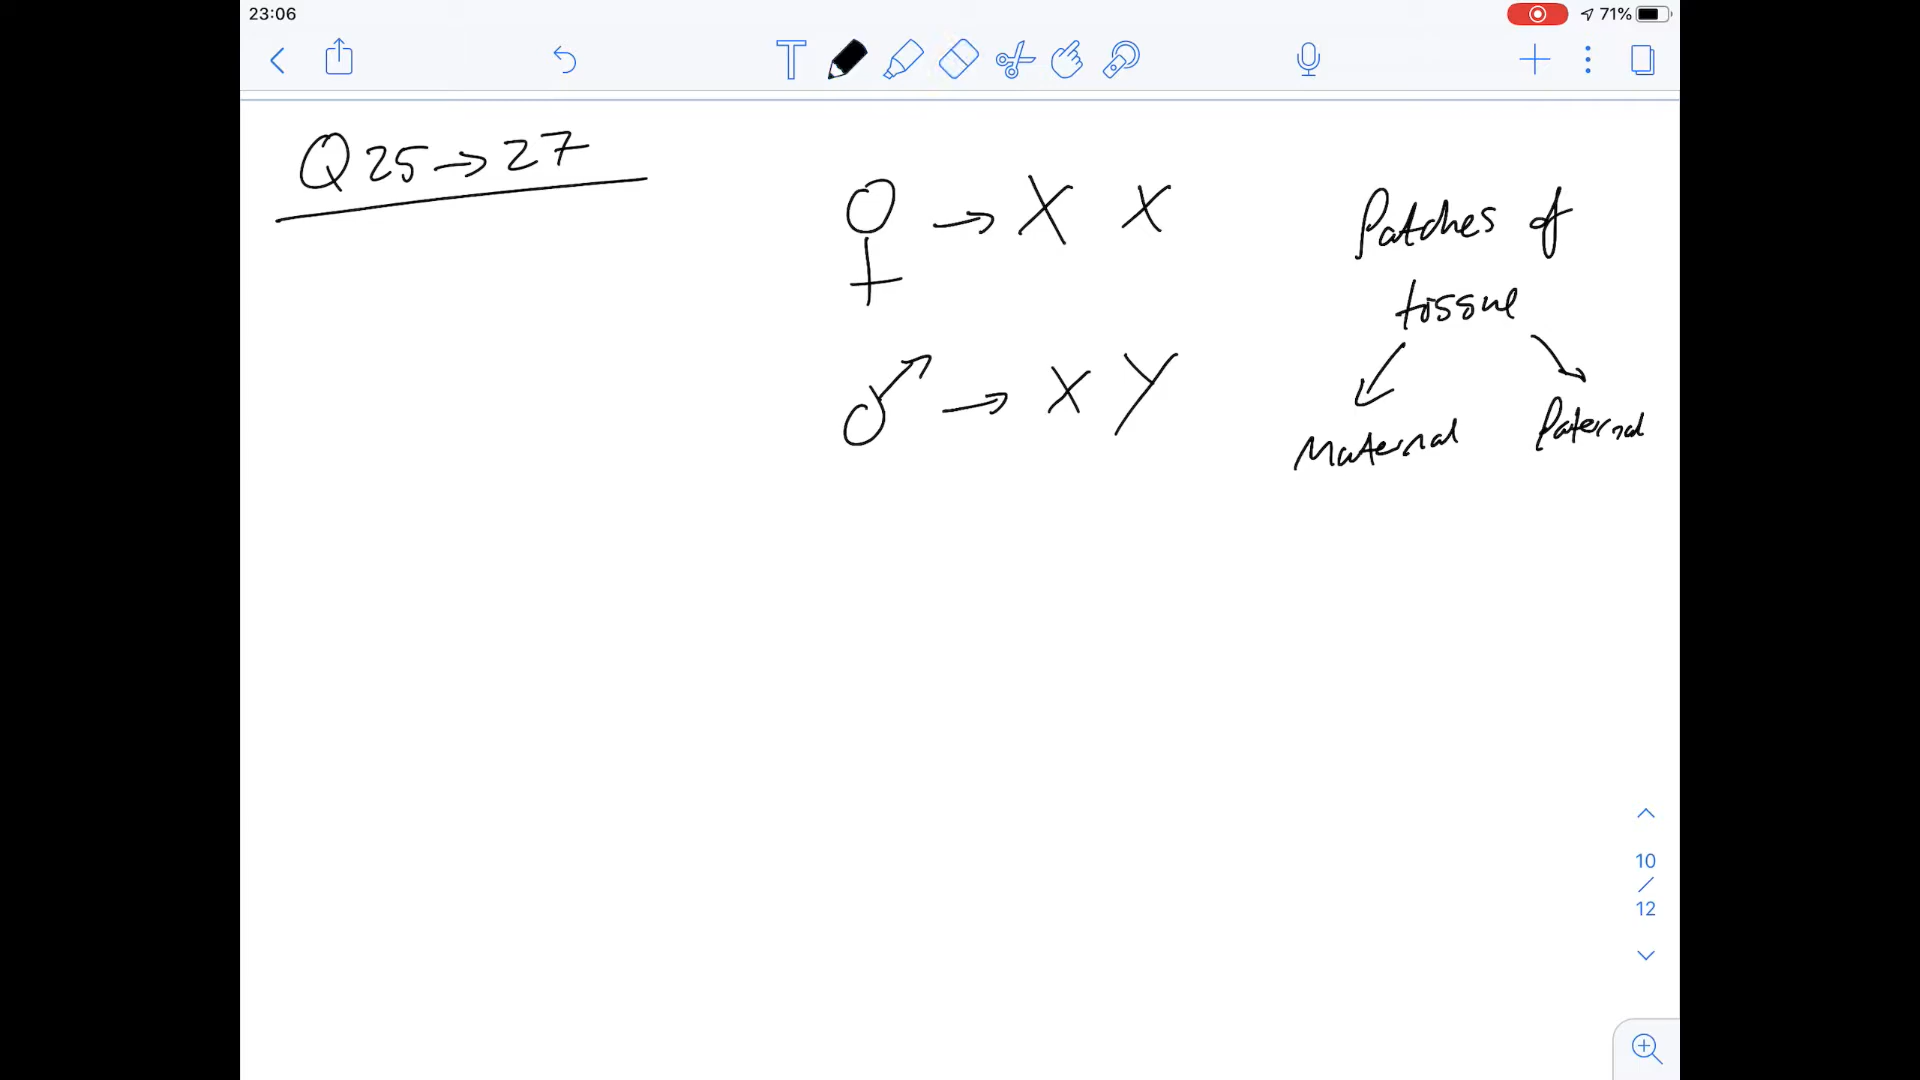 23:06
71%
T
Q25→27
♀ → X X
♂ → X Y
Patches of
tissue
Maternal
Paternal
10
/
12